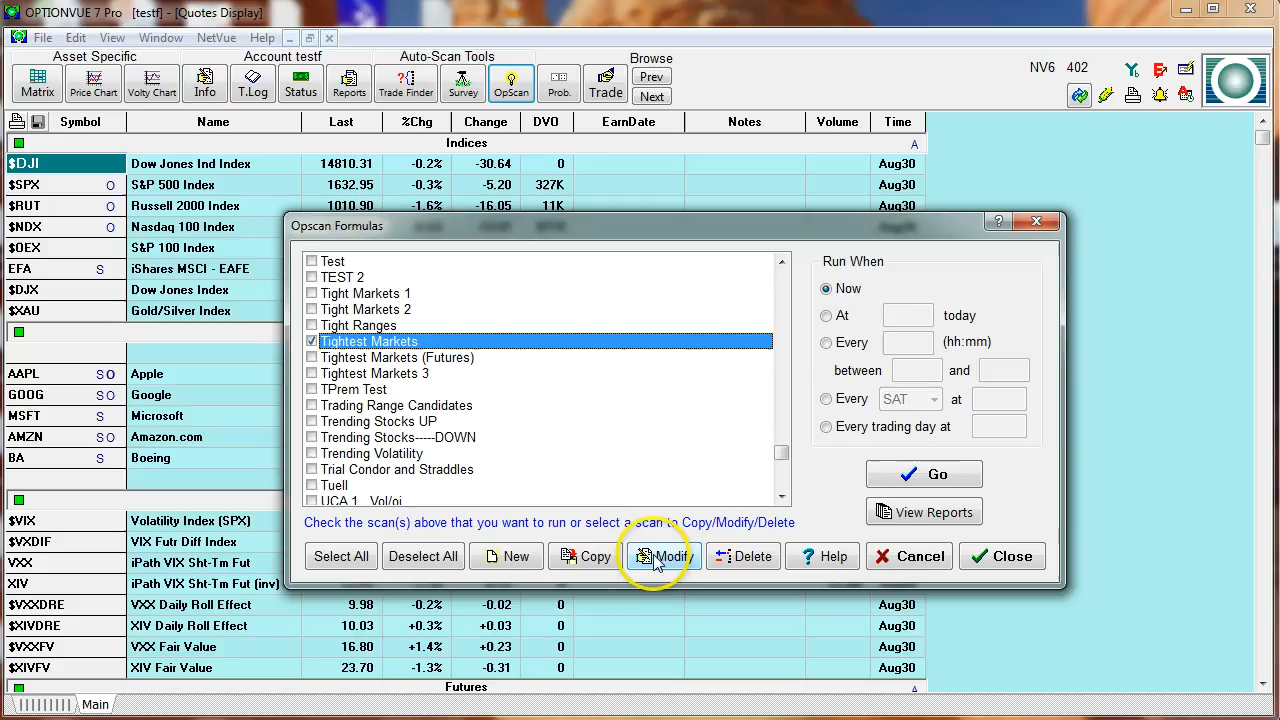 OPTIONVUE 7 Pro [testf] - [Quotes Display]
File Edit View Window NetVue Help
Asset Specific Account testf Auto-Scan Tools Browse
Matrix Price Chart Volty Chart Info T.Log Status Reports Trade Finder Survey OpScan Prob. Trade Prev Next NV6 402
Symbol Name Last %Chg Change DVO EarnDate Notes Volume Time
Indices A
$DJI Dow Jones Ind Index 14810.31 -0.2% -30.64 0 Aug30
$SPX O S&P 500 Index 1632.95 -0.3% -5.20 327K Aug30
$RUT O Russell 2000 Index 1010.90 -1.6% -16.05 11K Aug30
$NDX O Nasdaq 100 Index
$OEX S&P 100 Index
EFA S iShares MSCI - EAFE
$DJX Dow Jones Index
$XAU Gold/Silver Index
AAPL S O Apple
GOOG S O Google
MSFT S Microsoft
AMZN S O Amazon.com
BA S Boeing
$VIX Volatility Index (SPX)
$VXDIF VIX Futr Diff Index
VXX iPath VIX Sht-Tm Fut
XIV iPath VIX Sht-Tm Fut (inv)
$VXXDRE VXX Daily Roll Effect 9.98 -0.2% -0.02 0 Aug30
$XIVDRE XIV Daily Roll Effect 10.03 +0.3% +0.03 0 Aug30
$VXXFV VXX Fair Value 16.80 +1.4% +0.23 0 Aug30
$XIVFV XIV Fair Value 23.70 -1.3% -0.31 0 Aug30
Futures A
Main
Opscan Formulas
Test
TEST 2
Tight Markets 1
Tight Markets 2
Tight Ranges
Tightest Markets
Tightest Markets (Futures)
Tightest Markets 3
TPrem Test
Trading Range Candidates
Trending Stocks UP
Trending Stocks-----DOWN
Trending Volatility
Trial Condor and Straddles
Tuell
UCA 1 Vol/oi
Run When
Now
At today
Every (hh:mm)
between and
Every SAT at
Every trading day at
Go
View Reports
Check the scan(s) above that you want to run or select a scan to Copy/Modify/Delete
Select All Deselect All New Copy Modify Delete ? Help Cancel Close